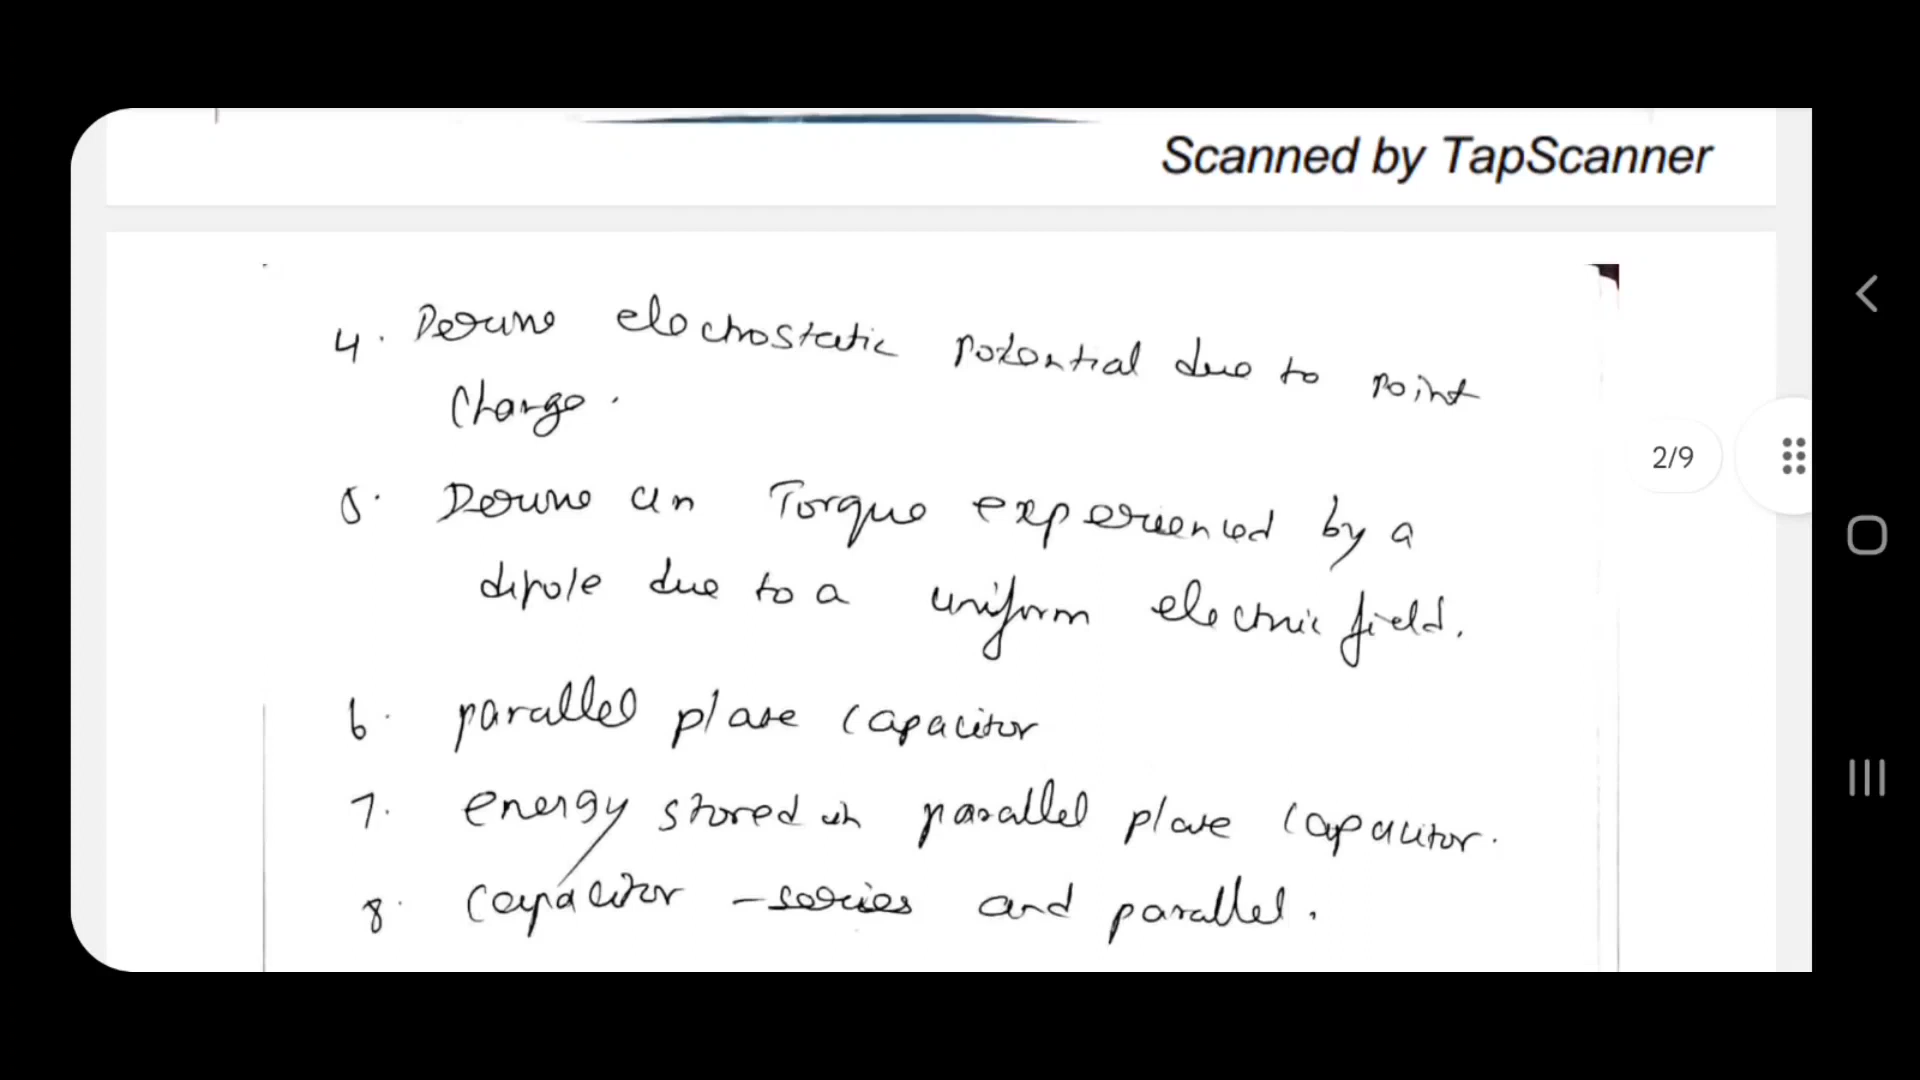 Scanned by TapScanner
4. Derive electrostatic potential due to point
charge.
5. Derive an Torque experienced by a
dipole due to a uniform electric field.
2/9
6. parallel plate capacitor
7. energy stored in parallel plate capacitor.
8. capacitor - series and parallel.